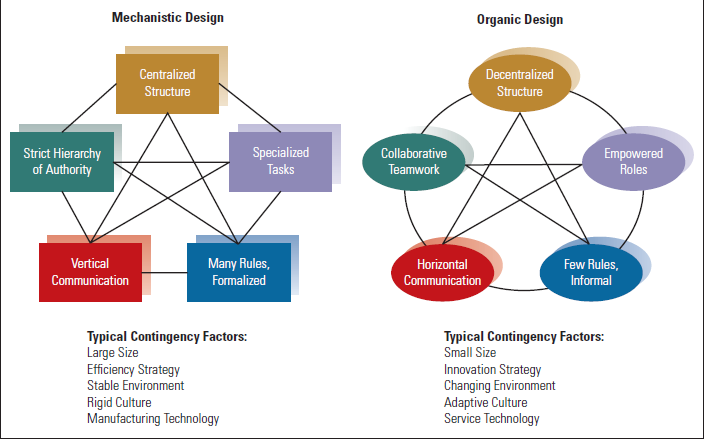 Mechanistic Design
Centralized
Structure
Strict Hierarchy
of Authority
Specialized
Tasks
Vertical
Communication
Many Rules,
Formalized
Typical Contingency Factors:
Large Size
Efficiency Strategy
Stable Environment
Rigid Culture
Manufacturing Technology
Organic Design
Decentralized
Structure
Collaborative
Teamwork
Empowered
Roles
Horizontal
Communication
Few Rules,
Informal
Typical Contingency Factors:
Small Size
Innovation Strategy
Changing Environment
Adaptive Culture
Service Technology